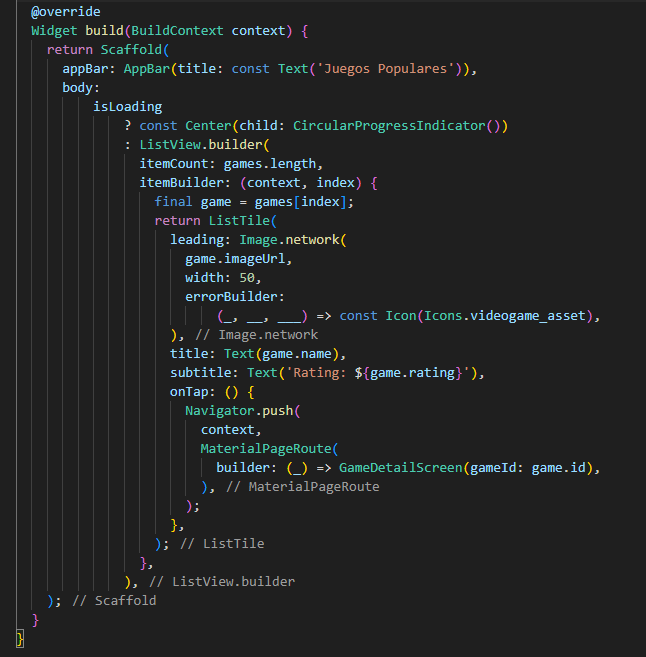 @override
Widget build(BuildContext context) {
  return Scaffold(
    appBar: AppBar(title: const Text('Juegos Populares')),
    body:
        isLoading
            ? const Center(child: CircularProgressIndicator())
            : ListView.builder(
              itemCount: games.length,
              itemBuilder: (context, index) {
                final game = games[index];
                return ListTile(
                  leading: Image.network(
                    game.imageUrl,
                    width: 50,
                    errorBuilder:
                        (_, __, ___) => const Icon(Icons.videogame_asset),
                  ), // Image.network
                  title: Text(game.name),
                  subtitle: Text('Rating: ${game.rating}'),
                  onTap: () {
                    Navigator.push(
                      context,
                      MaterialPageRoute(
                        builder: (_) => GameDetailScreen(gameId: game.id),
                      ), // MaterialPageRoute
                    );
                  },
                ); // ListTile
              },
            ), // ListView.builder
  ); // Scaffold
}
}